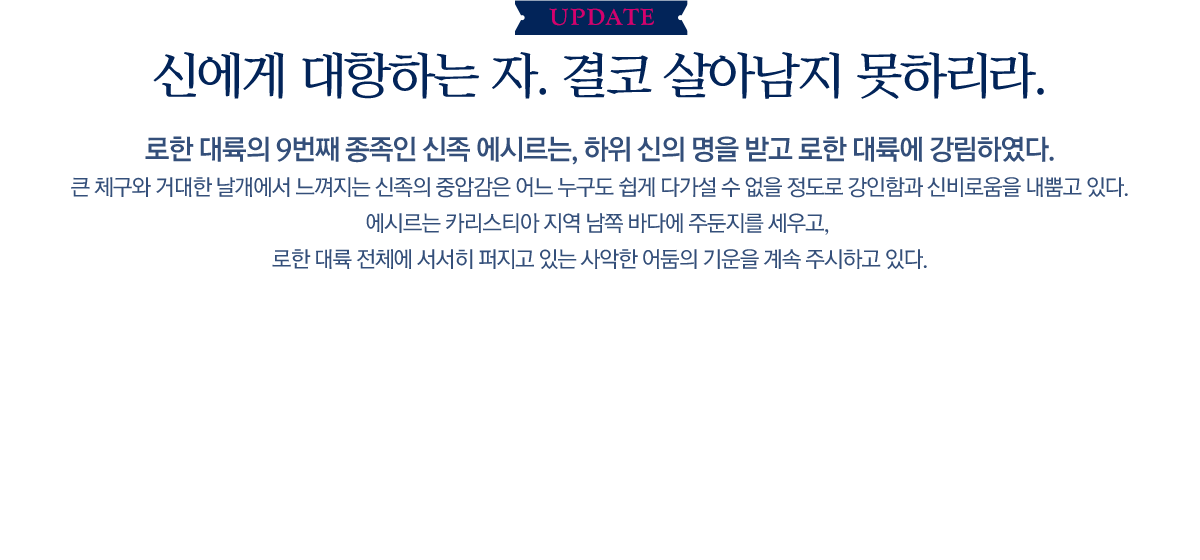 UPDATE
신에게 대항하는 자. 결코 살아남지 못하리라.
로한 대륙의 9번째 종족인 신족 에시르는, 하위 신의 명을 받고 로한 대륙에 강림하였다.
큰 체구와 거대한 날개에서 느껴지는 신족의 중압감은 어느 누구도 쉽게 다가설 수 없을 정도로 강인함과 신비로움을 내뿜고 있다.
에시르는 카리스티아 지역 남쪽 바다에 주둔지를 세우고,
로한 대륙 전체에 서서히 퍼지고 있는 사악한 어둠의 기운을 계속 주시하고 있다.